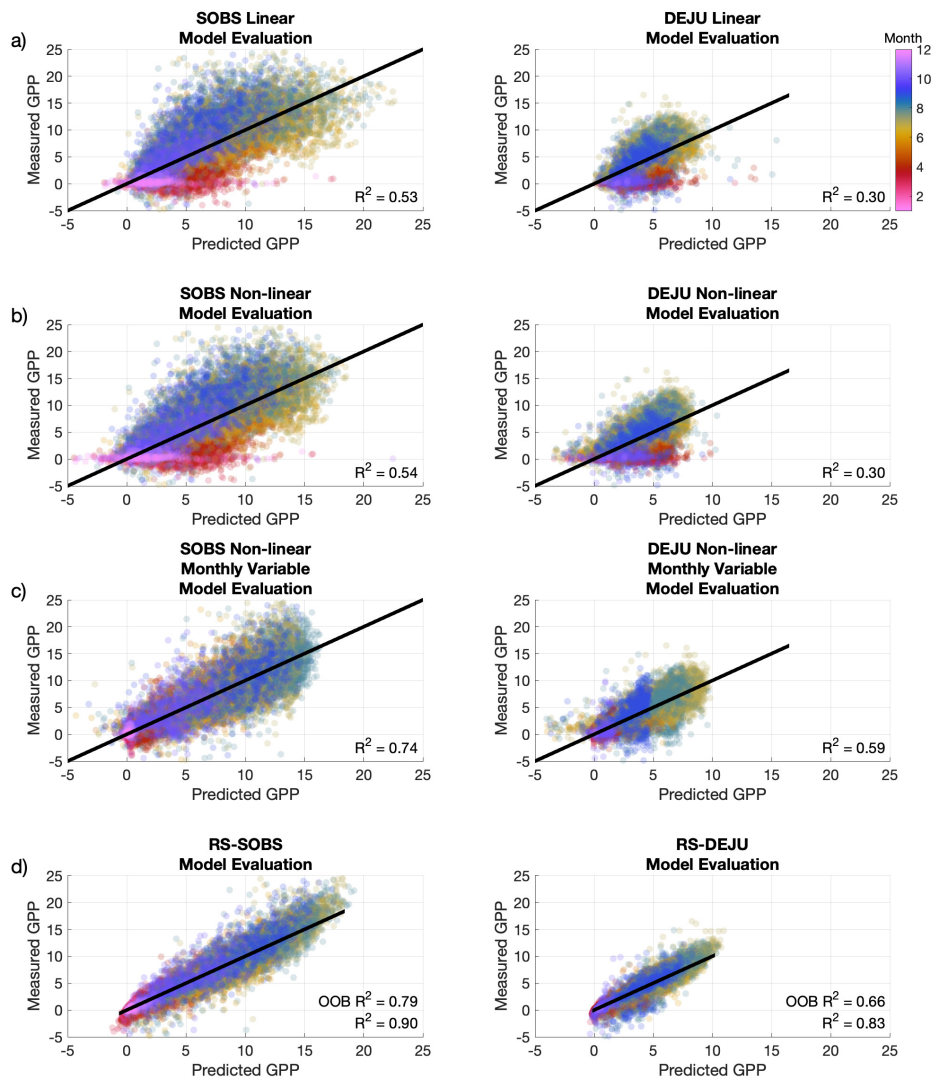 SOBS Linear
Model Evaluation
DEJU Linear
Model Evaluation
a)
Month
25
20
15
10
5
0
-5
Measured GPP
-5 0 5 10 15 20 25
Predicted GPP
R² = 0.53
25
20
15
10
5
0
-5
Measured GPP
-5 0 5 10 15 20 25
Predicted GPP
R² = 0.30
12
10
8
6
4
2
b)
SOBS Non-linear
Model Evaluation
25
20
15
10
5
0
-5
Measured GPP
-5 0 5 10 15 20 25
Predicted GPP
R² = 0.54
DEJU Non-linear
Model Evaluation
25
20
15
10
5
0
-5
Measured GPP
-5 0 5 10 15 20 25
Predicted GPP
R² = 0.30
c)
SOBS Non-linear
Monthly Variable
Model Evaluation
25
20
15
10
5
0
-5
Measured GPP
-5 0 5 10 15 20 25
Predicted GPP
R² = 0.74
DEJU Non-linear
Monthly Variable
Model Evaluation
25
20
15
10
5
0
-5
Measured GPP
-5 0 5 10 15 20 25
Predicted GPP
R² = 0.59
d)
RS-SOBS
Model Evaluation
25
20
15
10
5
0
-5
Measured GPP
-5 0 5 10 15 20 25
Predicted GPP
OOB R² = 0.79
R² = 0.90
RS-DEJU
Model Evaluation
25
20
15
10
5
0
-5
Measured GPP
-5 0 5 10 15 20 25
Predicted GPP
OOB R² = 0.66
R² = 0.83